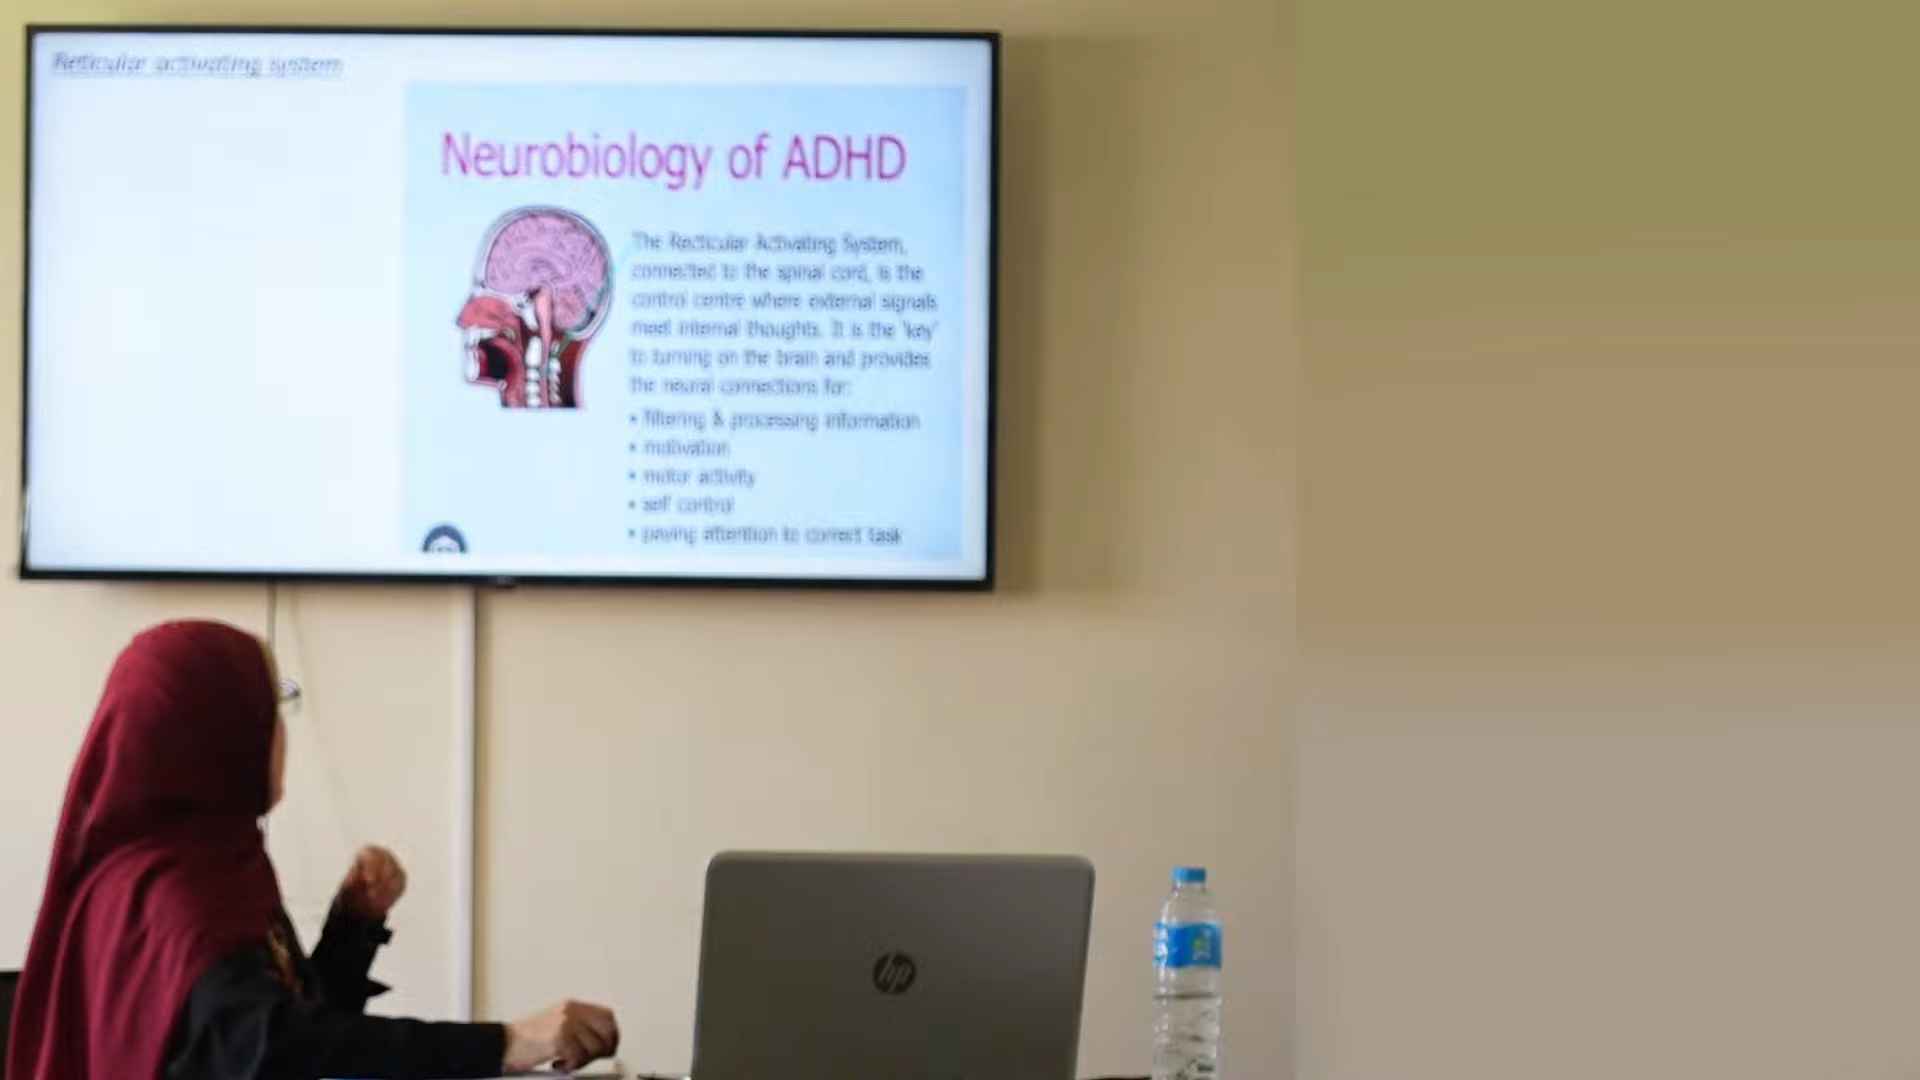 Reticular activating system
Neurobiology of ADHD
The Recticular Activating System,
connected to the spinal cord, is the
control centre where external signals
meet internal thoughts. It is the 'key'
to turning on the brain and provides
the neural connections for:
• filtering & processing information
• motivation
• motor activity
• self control
• paying attention to correct task
hp